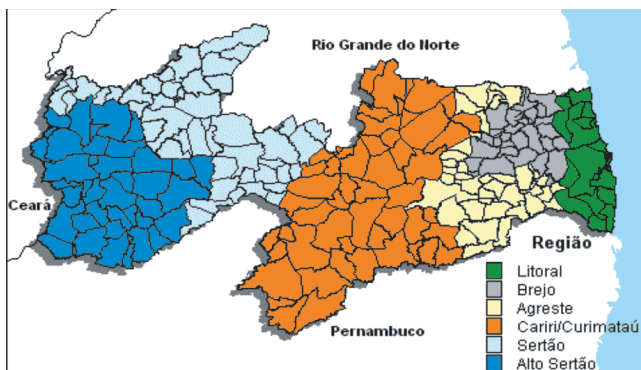 Rio Grande do Norte
Ceará
Pernambuco
Região
Litoral
Brejo
Agreste
Cariri/Curimataú
Sertão
Alto Sertão